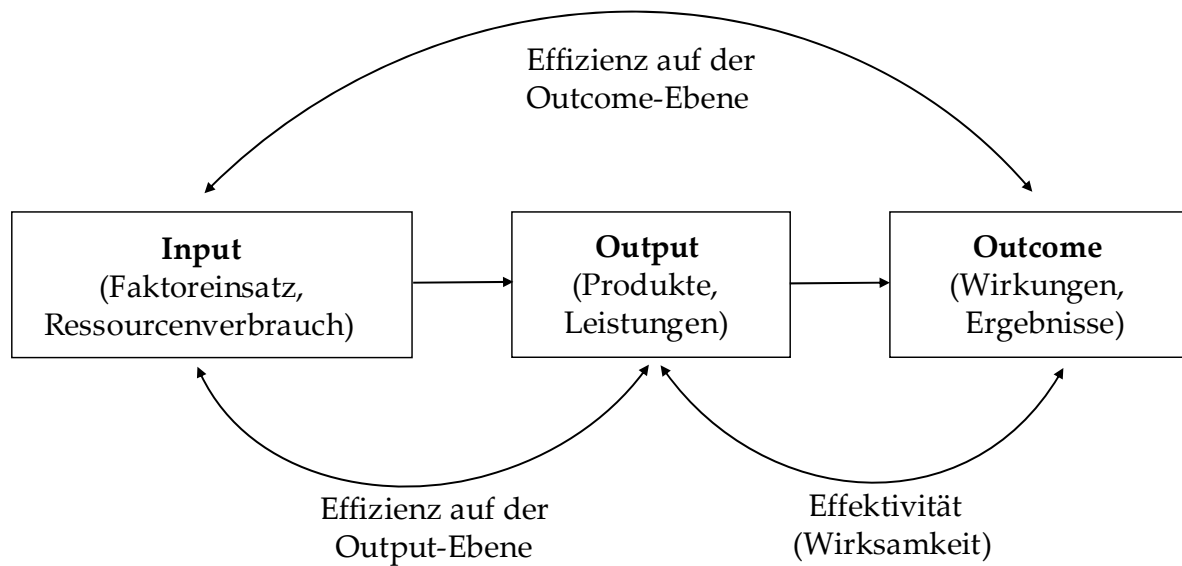 Effizienz auf der
Outcome-Ebene
Input
(Faktoreinsatz,
Ressourcenverbrauch)
Output
(Produkte,
Leistungen)
Outcome
(Wirkungen,
Ergebnisse)
Effizienz auf der
Output-Ebene
Effektivität
(Wirksamkeit)